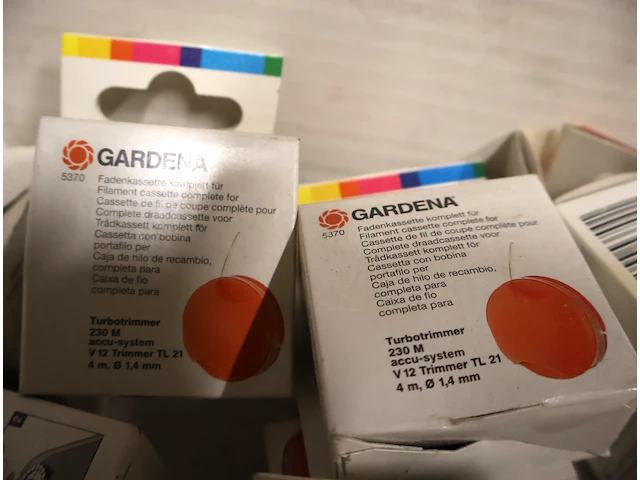 GARDENA
5370
Fadenkassette komplett für
Filament cassette complete for
Cassette de fil de coupe complète pour
Complete draadcassette voor
Trådkassett komplett för
Cassetta con bobina
portafilo per
Caja de hilo de recambio,
completa para
Caixa de fio
completa para
Turbotrimmer
230 M
accu-system
V 12 Trimmer TL 21
4 m, Ø 1,4 mm
GARDENA
5370
Fadenkassette komplett für
Filament cassette complete for
Cassette de fil de coupe complète pour
Complete draadcassette voor
Trådkassett komplett för
Cassetta con bobina
portafilo per
Caja de hilo de recambio,
completa para
Caixa de fio
completa para
Turbotrimmer
230 M
accu-system
V 12 Trimmer TL 21
4 m, Ø 1,4 mm
2